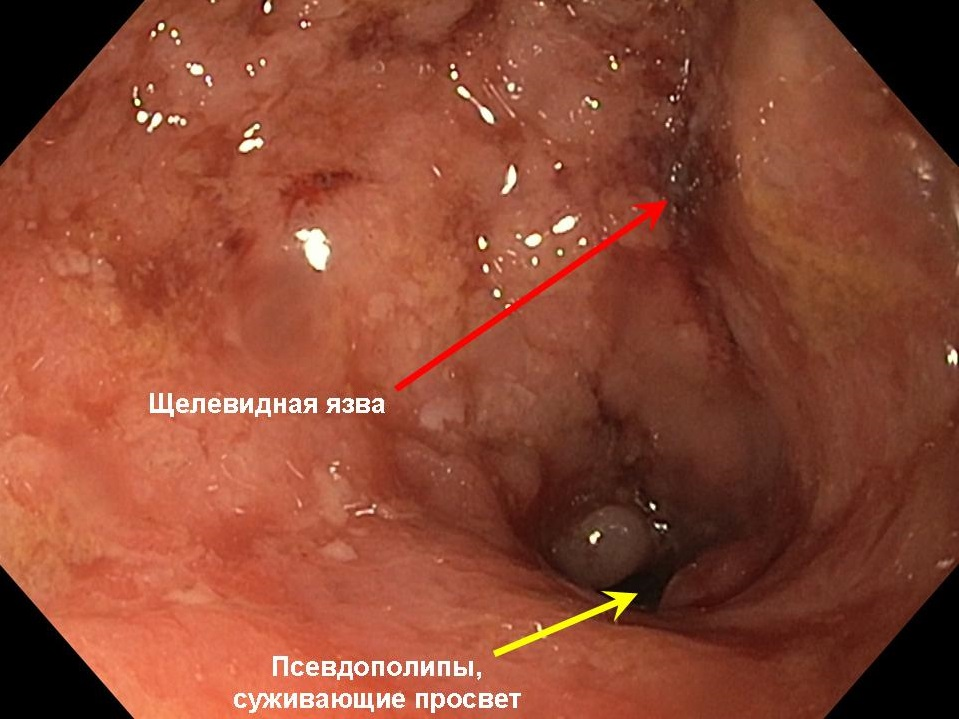 Щелевидная язва
Псевдополипы,
суживающие просвет